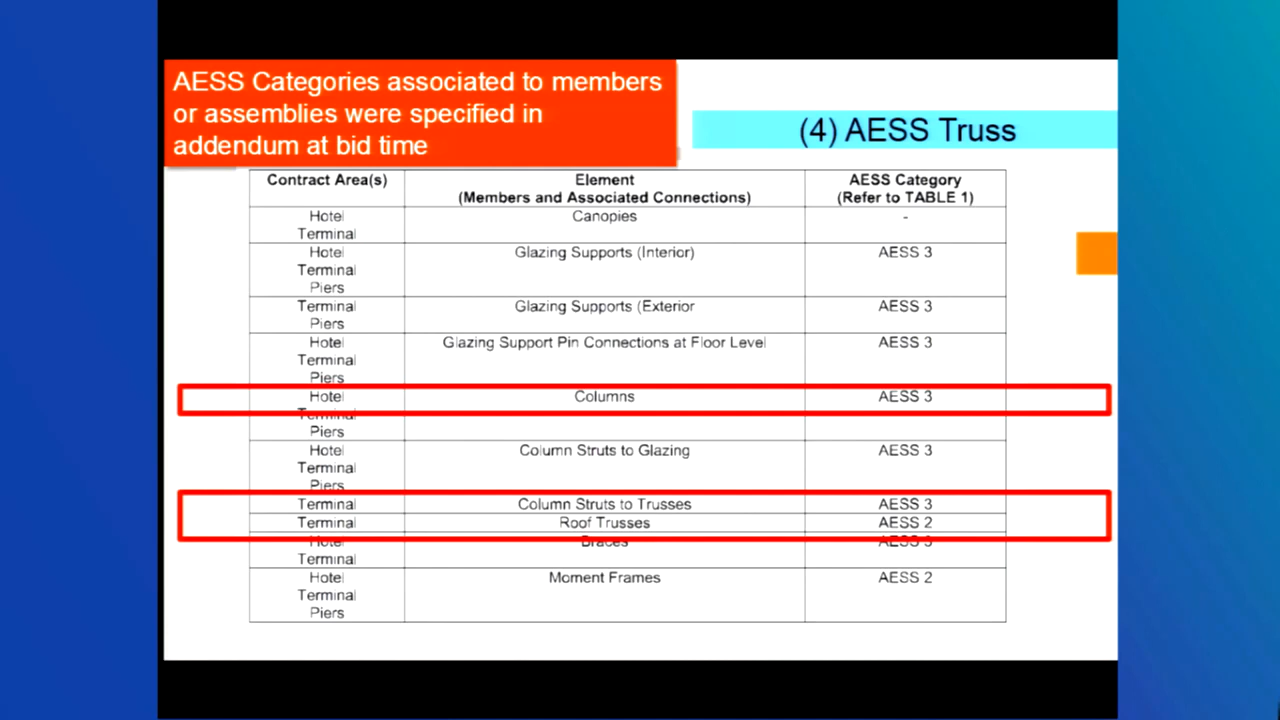 AESS Categories associated to members
or assemblies were specified in
addendum at bid time
(4) AESS Truss
Contract Area(s) Element AESS Category
(Members and Associated Connections) (Refer to TABLE 1)
Hotel Canopies -
Terminal
Hotel Glazing Supports (Interior) AESS 3
Terminal
Piers
Terminal Glazing Supports (Exterior AESS 3
Piers
Hotel Glazing Support Pin Connections at Floor Level AESS 3
Terminal
Piers
Hotel Columns AESS 3
Terminal
Piers
Hotel Column Struts to Glazing AESS 3
Terminal
Piers
Terminal Column Struts to Trusses AESS 3
Terminal Roof Trusses AESS 2
Hotel Braces AESS 3
Terminal
Hotel Moment Frames AESS 2
Terminal
Piers